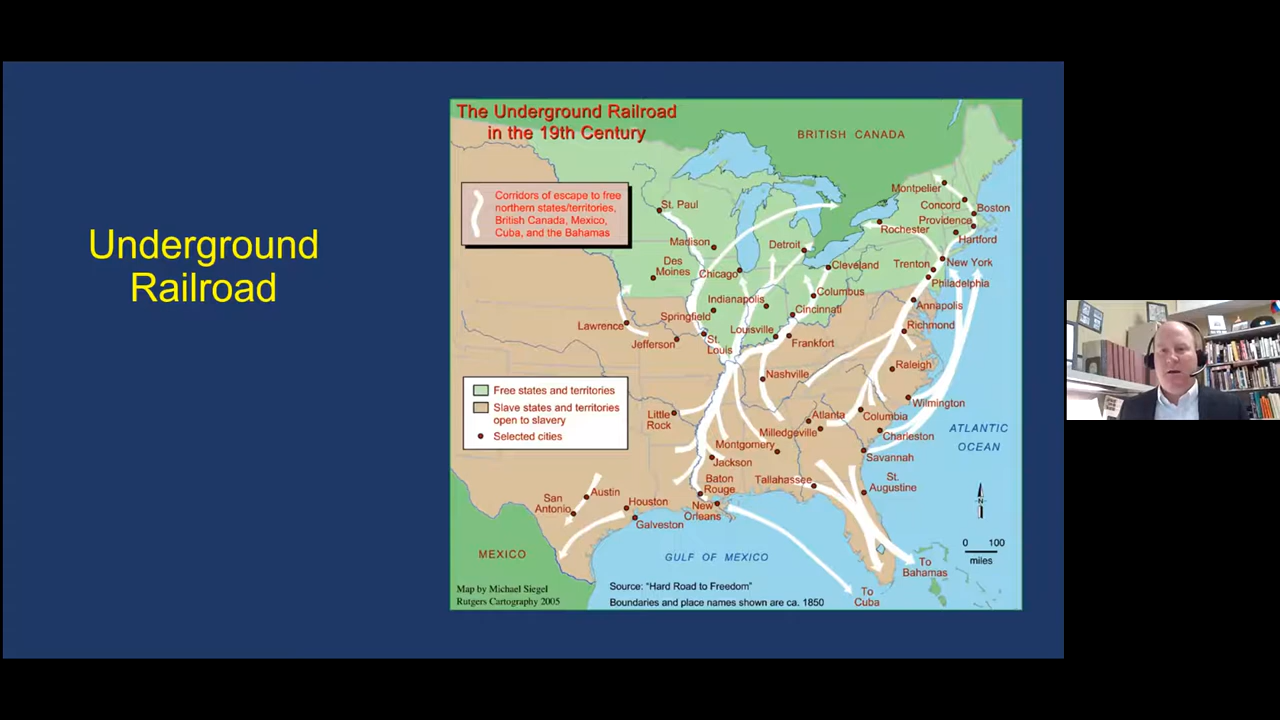 Underground
Railroad
The Underground Railroad
in the 19th Century
BRITISH CANADA
Corridors of escape to free
northern states/territories,
British Canada, Mexico,
Cuba, and the Bahamas
St. Paul
Montpelier
Concord
Boston
Providence
Rochester
Hartford
Madison
Detroit
Des
Moines
Chicago
Cleveland
Trenton
New York
Philadelphia
Columbus
Indianapolis
Annapolis
Springfield
Cincinnati
Lawrence
Louisville
Richmond
Jefferson
St.
Louis
Frankfort
Raleigh
Nashville
Free states and territories
Slave states and territories
open to slavery
Selected cities
Little
Rock
Atlanta
Columbia
Wilmington
Milledgeville
Charleston
ATLANTIC
OCEAN
Montgomery
Jackson
Savannah
Baton
Rouge
Tallahassee
St.
Augustine
San
Antonio
Austin
Houston
New
Orleans
Galveston
N
0 100
miles
MEXICO
GULF OF MEXICO
To
Bahamas
Map by Michael Siegel
Rutgers Cartography 2005
Source: "Hard Road to Freedom"
Boundaries and place names shown are ca. 1850
To
Cuba